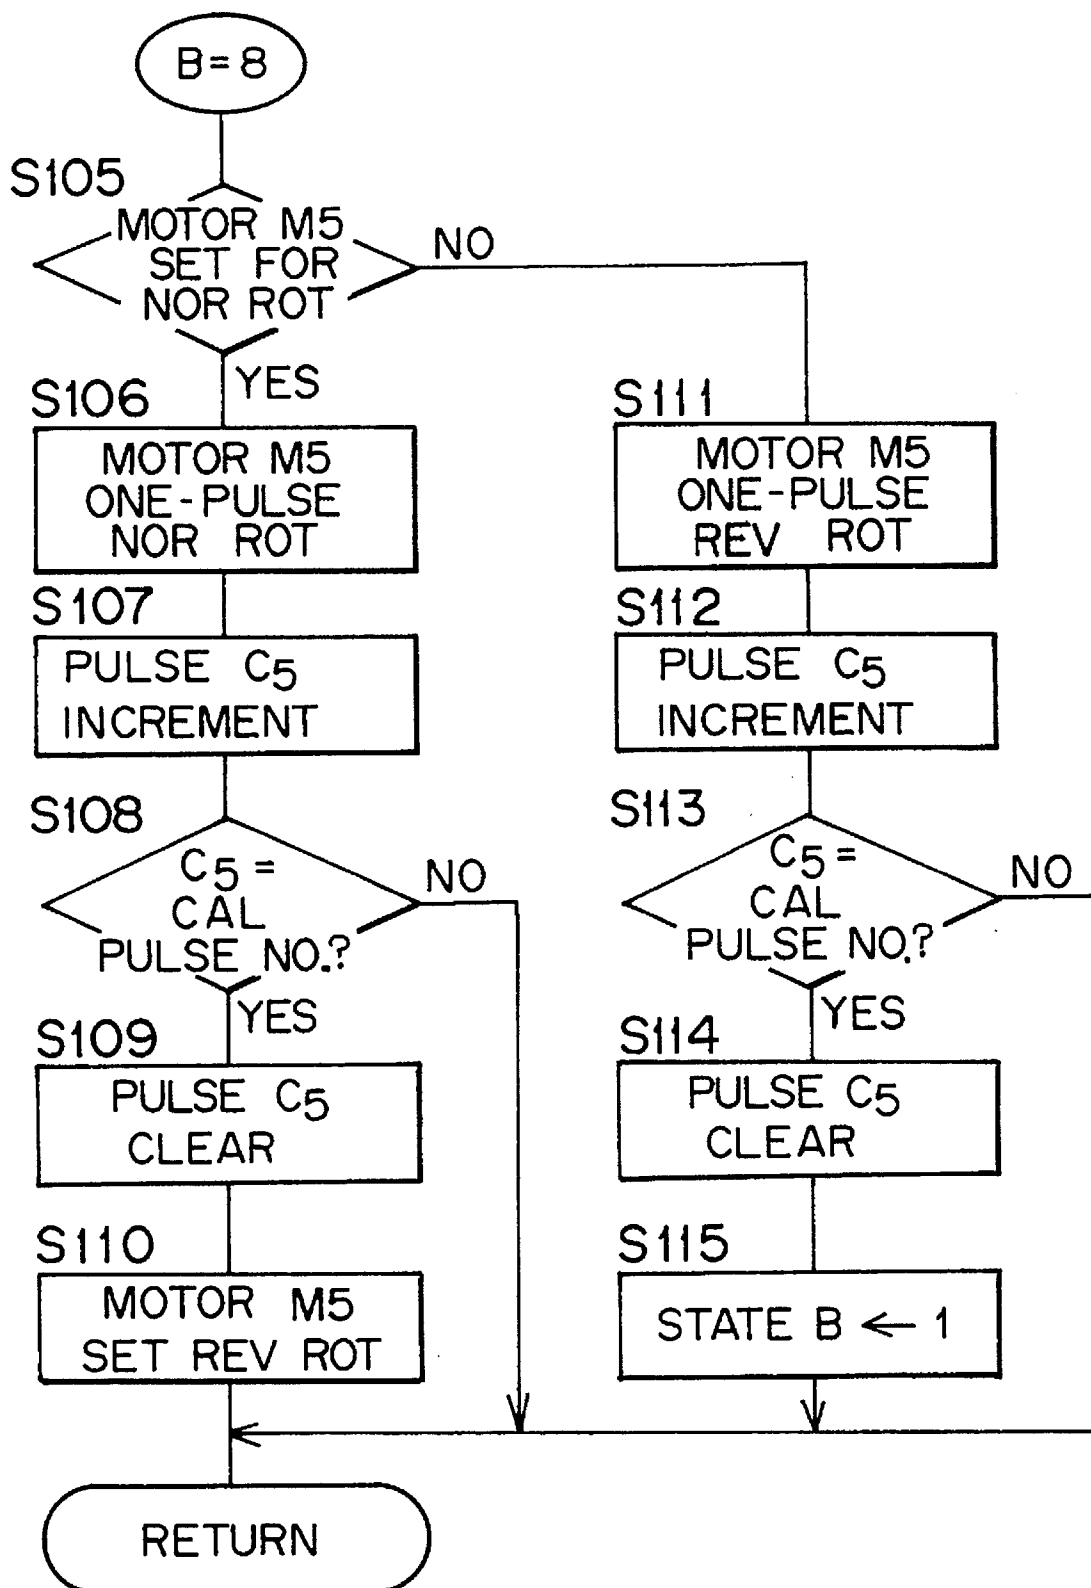 B=8
S105
MOTOR M5
SET FOR
NOR ROT
NO
YES
S106
MOTOR M5
ONE-PULSE
NOR ROT
S107
PULSE C5
INCREMENT
S108
C5=
CAL
PULSE NO.?
NO
YES
S109
PULSE C5
CLEAR
S110
MOTOR M5
SET REV ROT
S111
MOTOR M5
ONE-PULSE
REV ROT
S112
PULSE C5
INCREMENT
S113
C5=
CAL
PULSE NO.?
NO
YES
S114
PULSE C5
CLEAR
S115
STATE B ← 1
RETURN